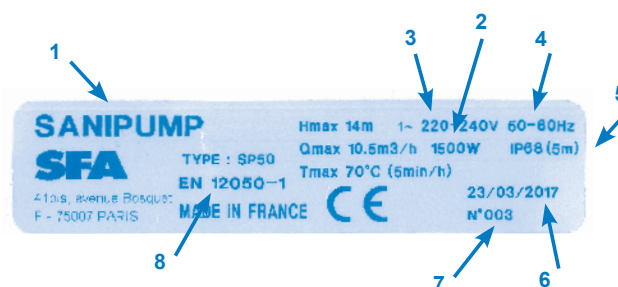 1
3
2
4
5
SANIPUMP
SFA
41bis, avenue Bosquet
F - 75007 PARIS
TYPE : SP50
EN 12050-1
MADE IN FRANCE
CE
Hmax 14m 1~ 220-240V 50-60Hz
Qmax 10.5m3/h 1500W IP68 (5m)
Tmax 70°C (5min/h)
23/03/2017
N°003
8
7
6